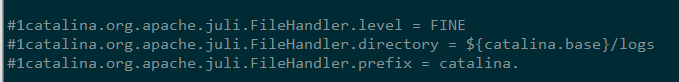 #1catalina.org.apache.juli.FileHandler.level = FINE
#1catalina.org.apache.juli.FileHandler.directory = ${catalina.base}/logs
#1catalina.org.apache.juli.FileHandler.prefix = catalina.